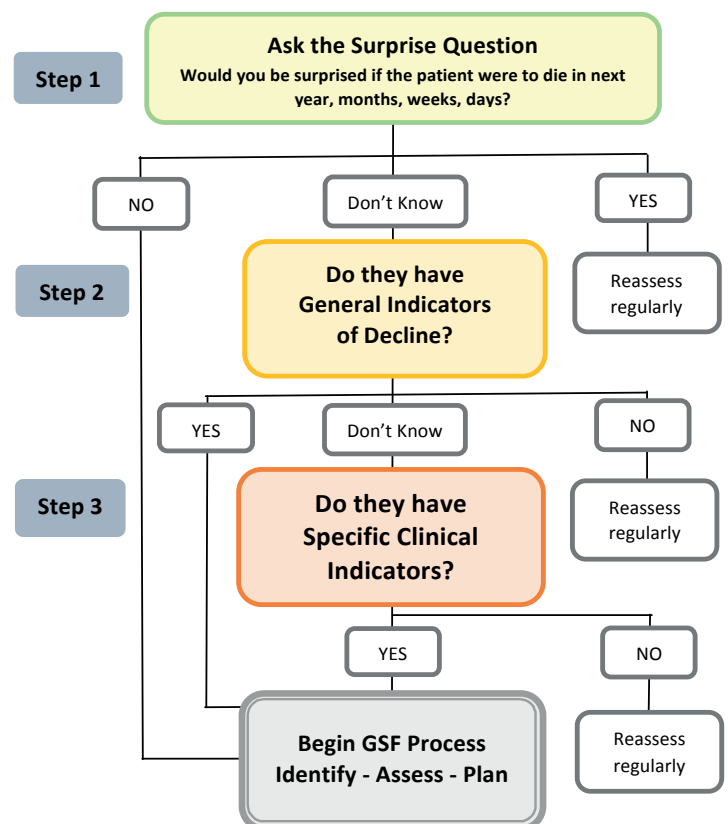 Ask the Surprise Question
Step 1
Would you be surprised if the patient were to die in next
year, months, weeks, days?
NO
Don't Know
YES
Step 2
Do they have
General Indicators
of Decline?
Reassess
regularly
YES
Don't Know
NO
Step 3
Do they have
Specific Clinical
Indicators?
Reassess
regularly
YES
NO
Begin GSF Process
Identify - Assess - Plan
Reassess
regularly